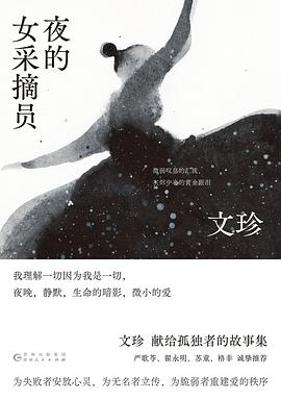 夜的
女采摘员
文珍
我理解一切因为我是一切，
夜晚，静默，生命的暗影，微小的爱
文珍 献给孤独者的故事集
严歌苓、翟永明、苏童、格非 诚挚推荐
为失败者安放心灵，为无名者立传，为脆弱者重建爱的秩序